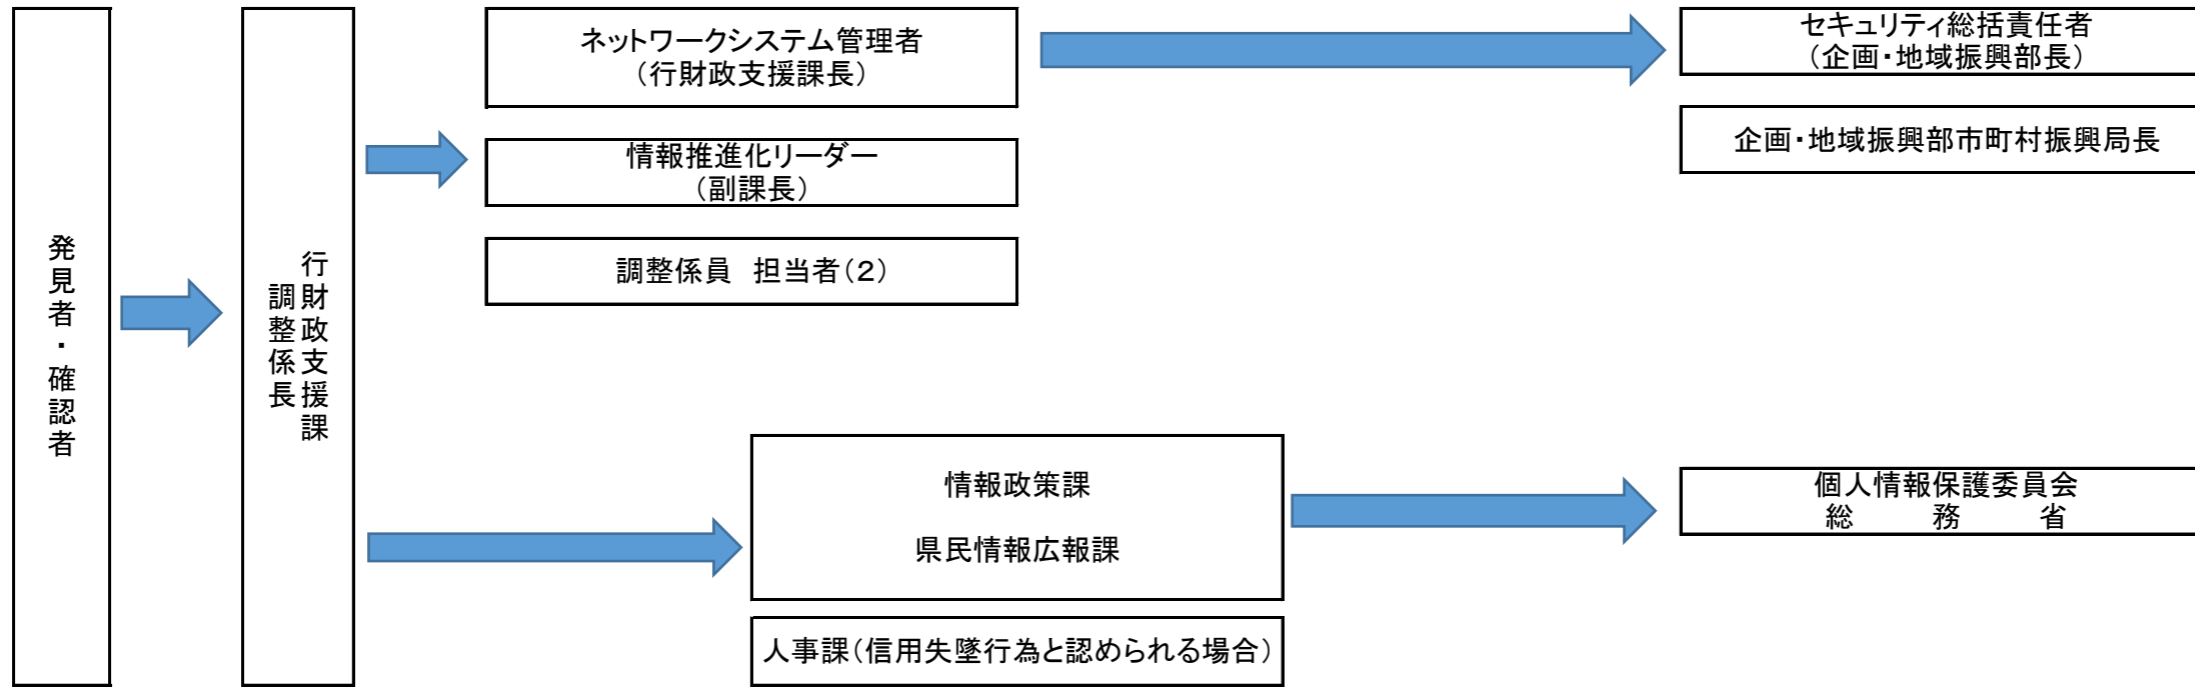 発見者・確認者
行財政支援課
調整係長
ネットワークシステム管理者
（行財政支援課長）
情報推進化リーダー
（副課長）
調整係員　担当者（２）
セキュリティ総括責任者
（企画・地域振興部長）
企画・地域振興部市町村振興局長
情報政策課
県民情報広報課
人事課（信用失墜行為と認められる場合）
個人情報保護委員会
総　　　務　　　省